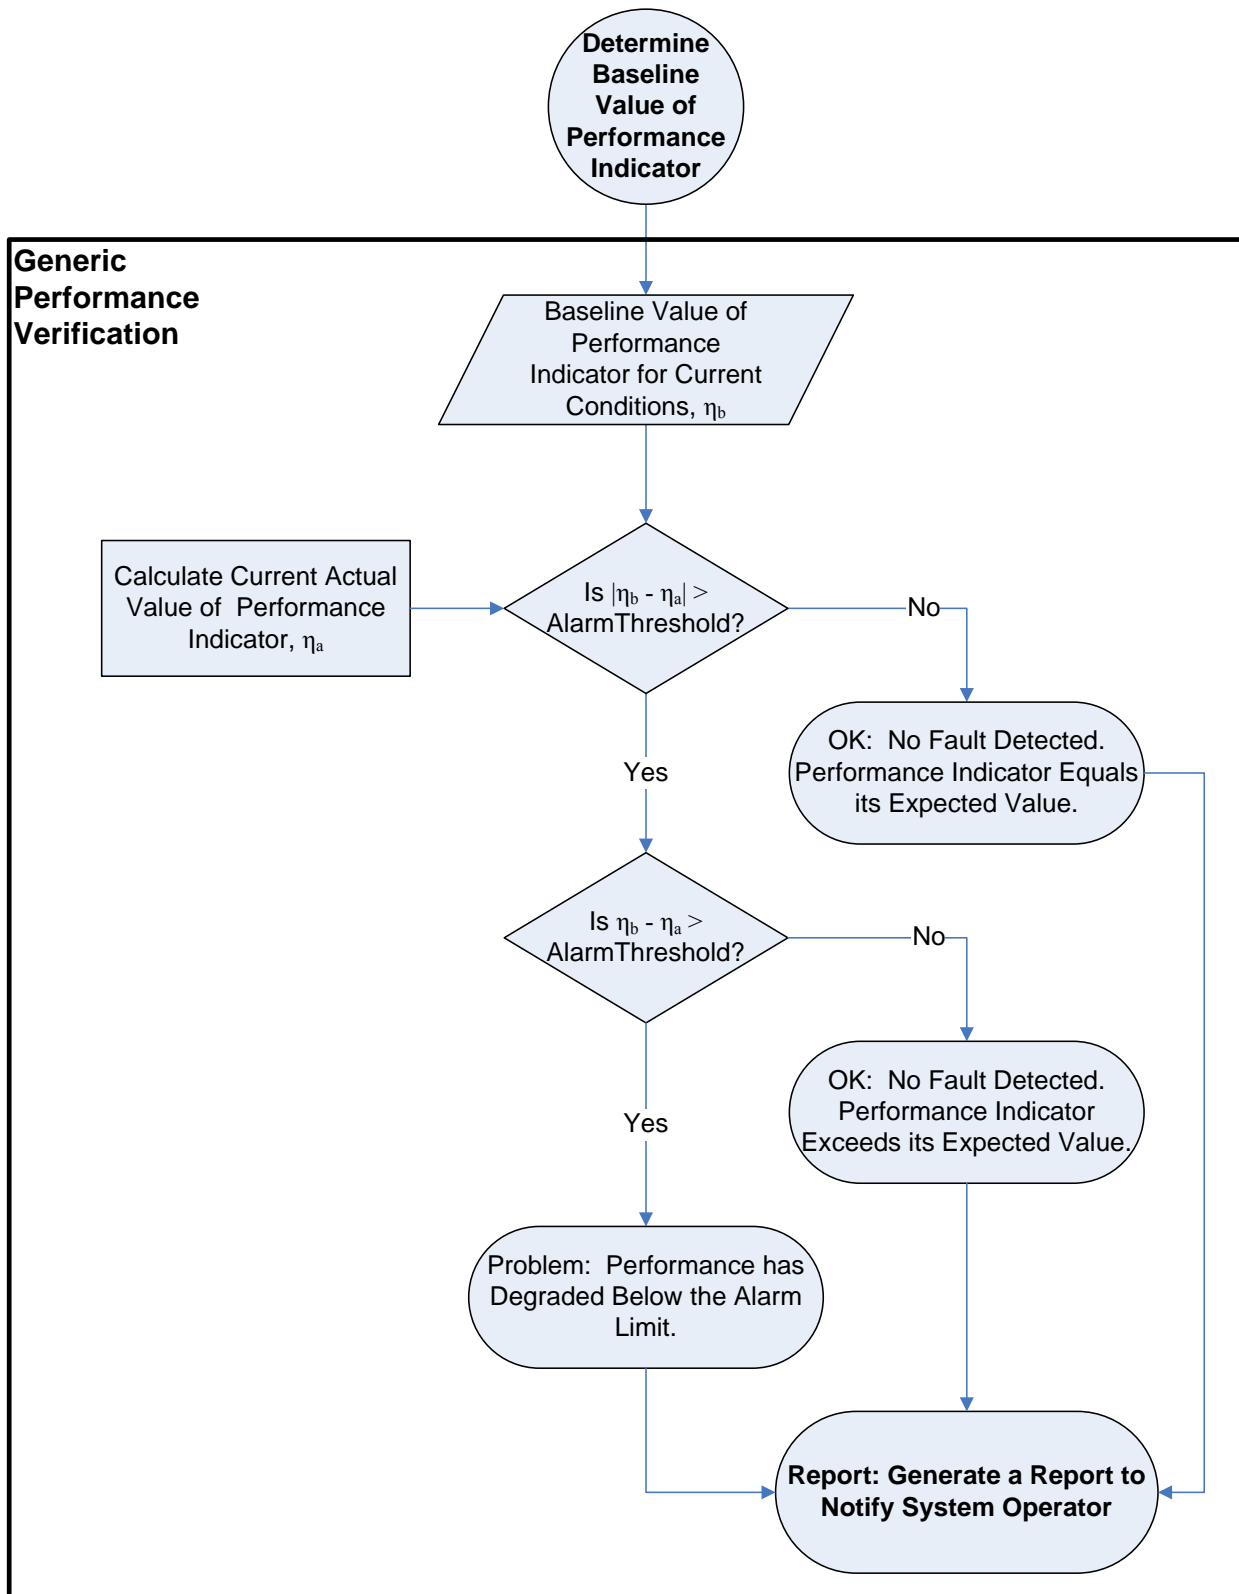 Determine
Baseline
Value of
Performance
Indicator
Generic
Performance
Verification
Baseline Value of
Performance
Indicator for Current
Conditions, ηb
Calculate Current Actual
Value of  Performance
Indicator, ηa
Is |ηb - ηa| >
AlarmThreshold?
No
Yes
OK:  No Fault Detected.
Performance Indicator Equals
its Expected Value.
Is ηb - ηa >
AlarmThreshold?
No
Yes
OK:  No Fault Detected.
Performance Indicator
Exceeds its Expected Value.
Problem:  Performance has
Degraded Below the Alarm
Limit.
Report: Generate a Report to
Notify System Operator